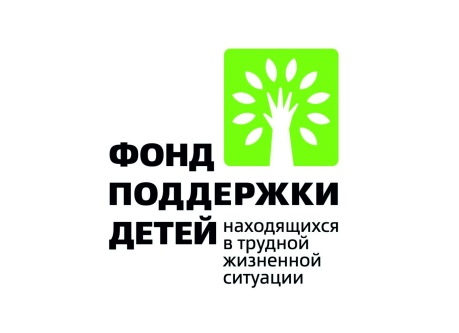 ФОНД
ПОДДЕРЖКИ
ДЕТЕЙ
находящихся
в трудной
жизненной
ситуации